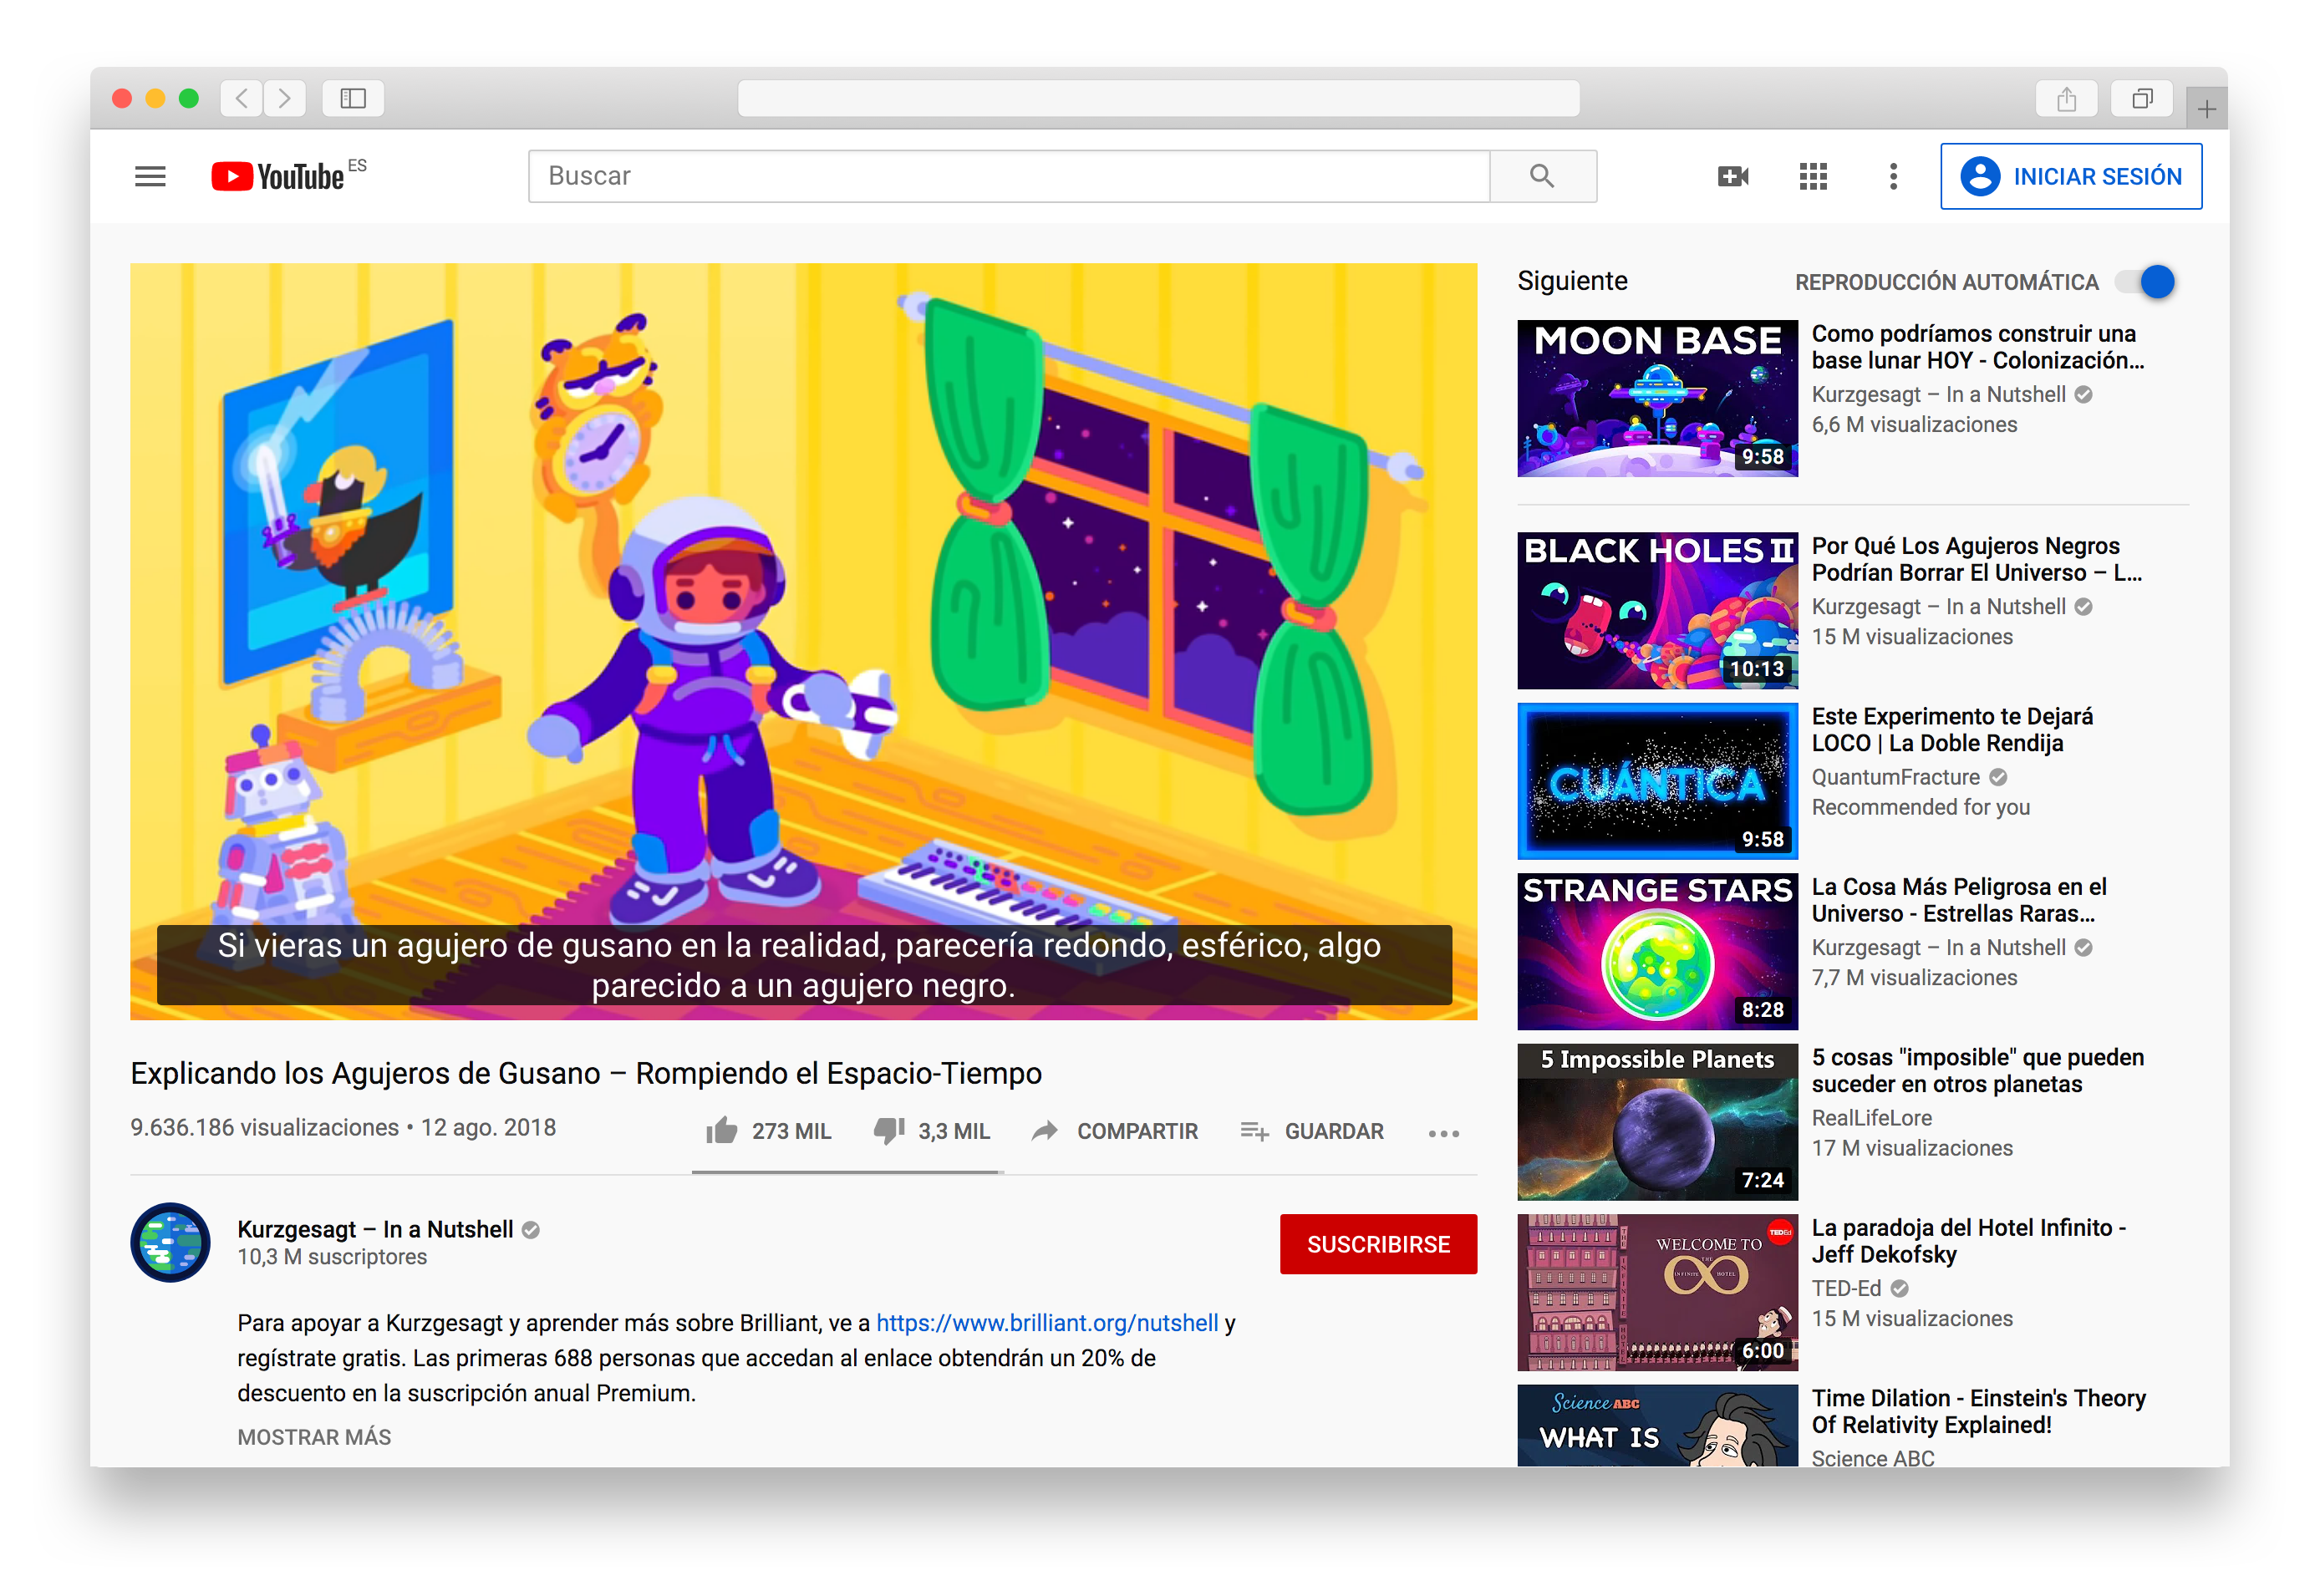 YouTube ES
Buscar
INICIAR SESIÓN
Si vieras un agujero de gusano en la realidad, parecería redondo, esférico, algo
parecido a un agujero negro.
Explicando los Agujeros de Gusano – Rompiendo el Espacio-Tiempo
9.636.186 visualizaciones • 12 ago. 2018
273 MIL
3,3 MIL
COMPARTIR
GUARDAR
Kurzgesagt – In a Nutshell
10,3 M suscriptores
SUSCRIBIRSE
Para apoyar a Kurzgesagt y aprender más sobre Brilliant, ve a https://www.brilliant.org/nutshell y
regístrate gratis. Las primeras 688 personas que accedan al enlace obtendrán un 20% de
descuento en la suscripción anual Premium.
MOSTRAR MÁS
Siguiente
REPRODUCCIÓN AUTOMÁTICA
MOON BASE
9:58
Como podríamos construir una
base lunar HOY - Colonización...
Kurzgesagt – In a Nutshell
6,6 M visualizaciones
BLACK HOLES II
10:13
Por Qué Los Agujeros Negros
Podrían Borrar El Universo – L...
Kurzgesagt – In a Nutshell
15 M visualizaciones
CUÁNTICA
9:58
Este Experimento te Dejará
LOCO | La Doble Rendija
QuantumFracture
Recommended for you
STRANGE STARS
8:28
La Cosa Más Peligrosa en el
Universo - Estrellas Raras...
Kurzgesagt – In a Nutshell
7,7 M visualizaciones
5 Impossible Planets
7:24
5 cosas "imposible" que pueden
suceder en otros planetas
RealLifeLore
17 M visualizaciones
TED-Ed
WELCOME TO
THE
INFINITE HOTEL
THE INFINITE HOTEL
6:00
La paradoja del Hotel Infinito -
Jeff Dekofsky
TED-Ed
15 M visualizaciones
Science ABC
WHAT IS
Time Dilation - Einstein's Theory
Of Relativity Explained!
Science ABC